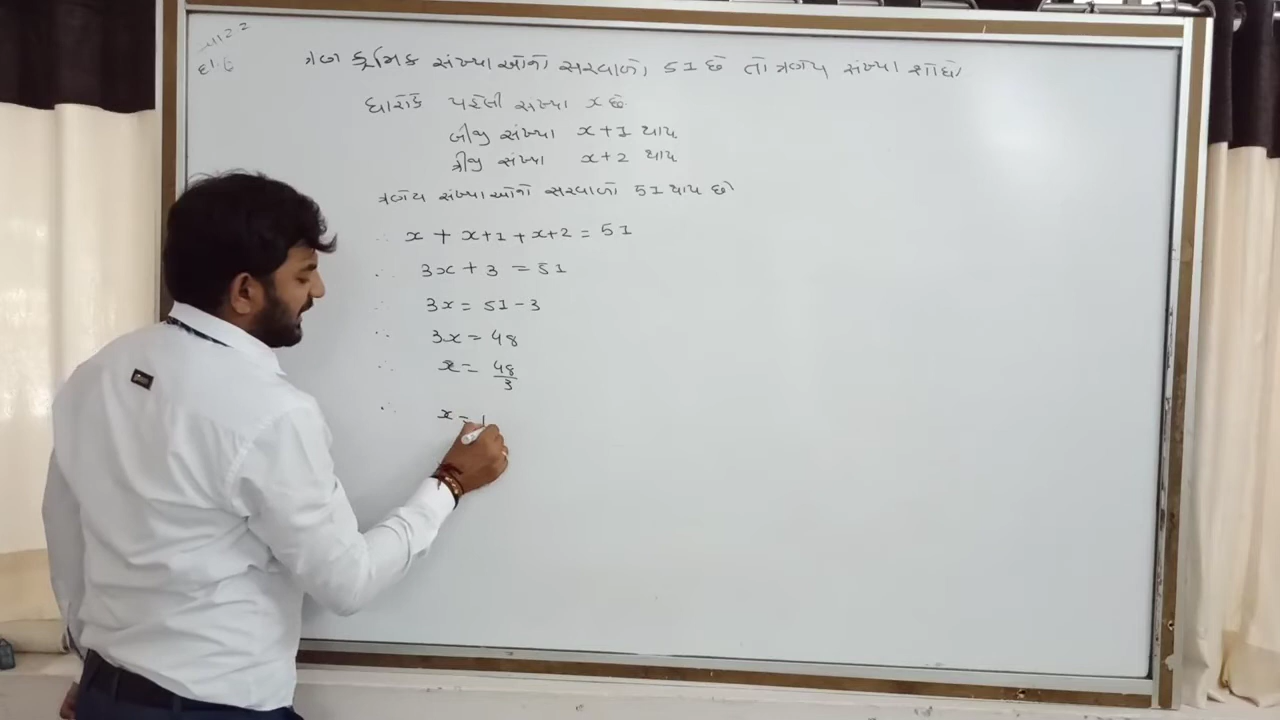 ત્રણ ક્રમિક સંખ્યાઓનો સરવાળો 51 છે તો ત્રણેય સંખ્યા શોધો
ધારોકે પહેલી સંખ્યા x છે
બીજી સંખ્યા x+1 થાય
ત્રીજી સંખ્યા x+2 થાય
ત્રણેય સંખ્યાઓનો સરવાળો 51 થાય છે
∴ x + x+1 + x+2 = 51
∴ 3x + 3 = 51
∴ 3x = 51 - 3
∴ 3x = 48
∴ x = 48/3
∴ x =